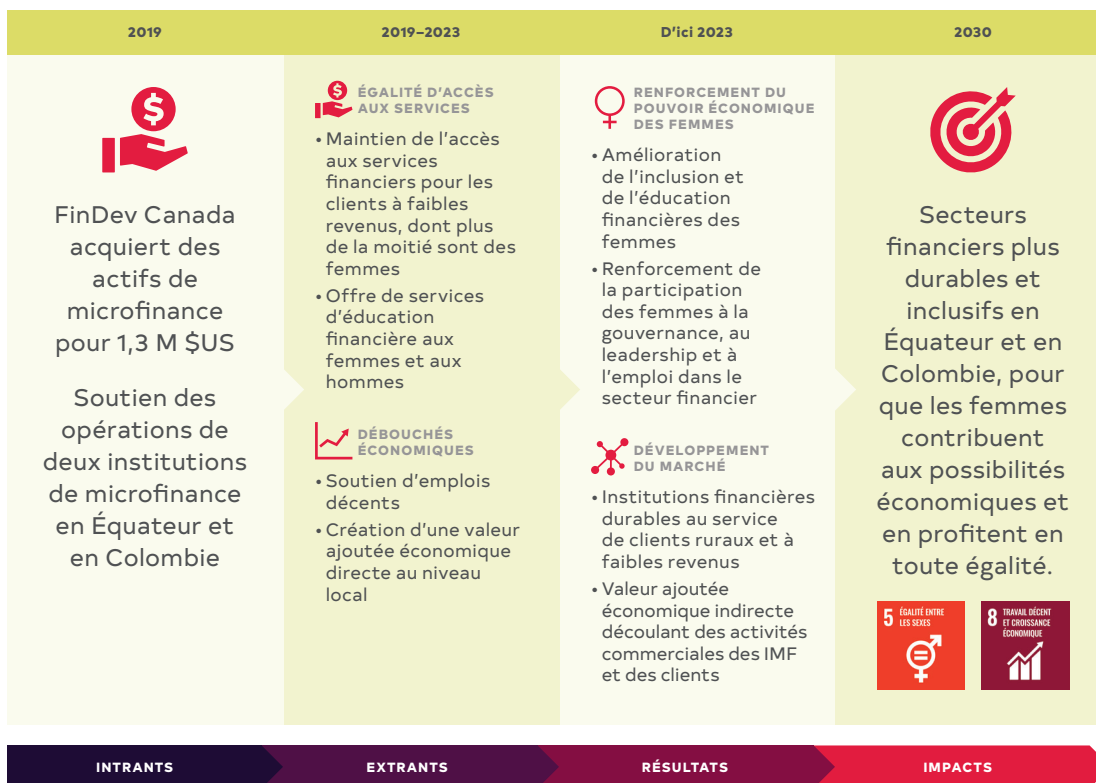 2019
FinDev Canada
acquiert des
actifs de
microfinance
pour 1,3 M $US
Soutien des
opérations de
deux institutions
de microfinance
en Équateur et
en Colombie
INTRANTS
2019–2023
$
ÉGALITÉ D'ACCÈS
AUX SERVICES
• Maintien de l'accès
aux services
financiers pour les
clients à faibles
revenus, dont plus
de la moitié sont des
femmes
• Offre de services
d'éducation
financière aux
femmes et aux
hommes
DÉBOUCHÉS
ÉCONOMIQUES
• Soutien d'emplois
décents
• Création d'une valeur
ajoutée économique
directe au niveau
local
EXTRANTS
D'ici 2023
RENFORCEMENT DU
POUVOIR ÉCONOMIQUE
DES FEMMES
• Amélioration
de l'inclusion et
de l'éducation
financières des
femmes
• Renforcement de
la participation
des femmes à la
gouvernance, au
leadership et à
l'emploi dans le
secteur financier
DÉVELOPPEMENT
DU MARCHÉ
• Institutions financières
durables au service
de clients ruraux et à
faibles revenus
• Valeur ajoutée
économique indirecte
découlant des activités
commerciales des IMF
et des clients
RÉSULTATS
2030
Secteurs
financiers plus
durables et
inclusifs en
Équateur et en
Colombie, pour
que les femmes
contribuent
aux possibilités
économiques et
en profitent en
toute égalité.
5 ÉGALITÉ ENTRE
LES SEXES
8 TRAVAIL DÉCENT
ET CROISSANCE
ÉCONOMIQUE
IMPACTS